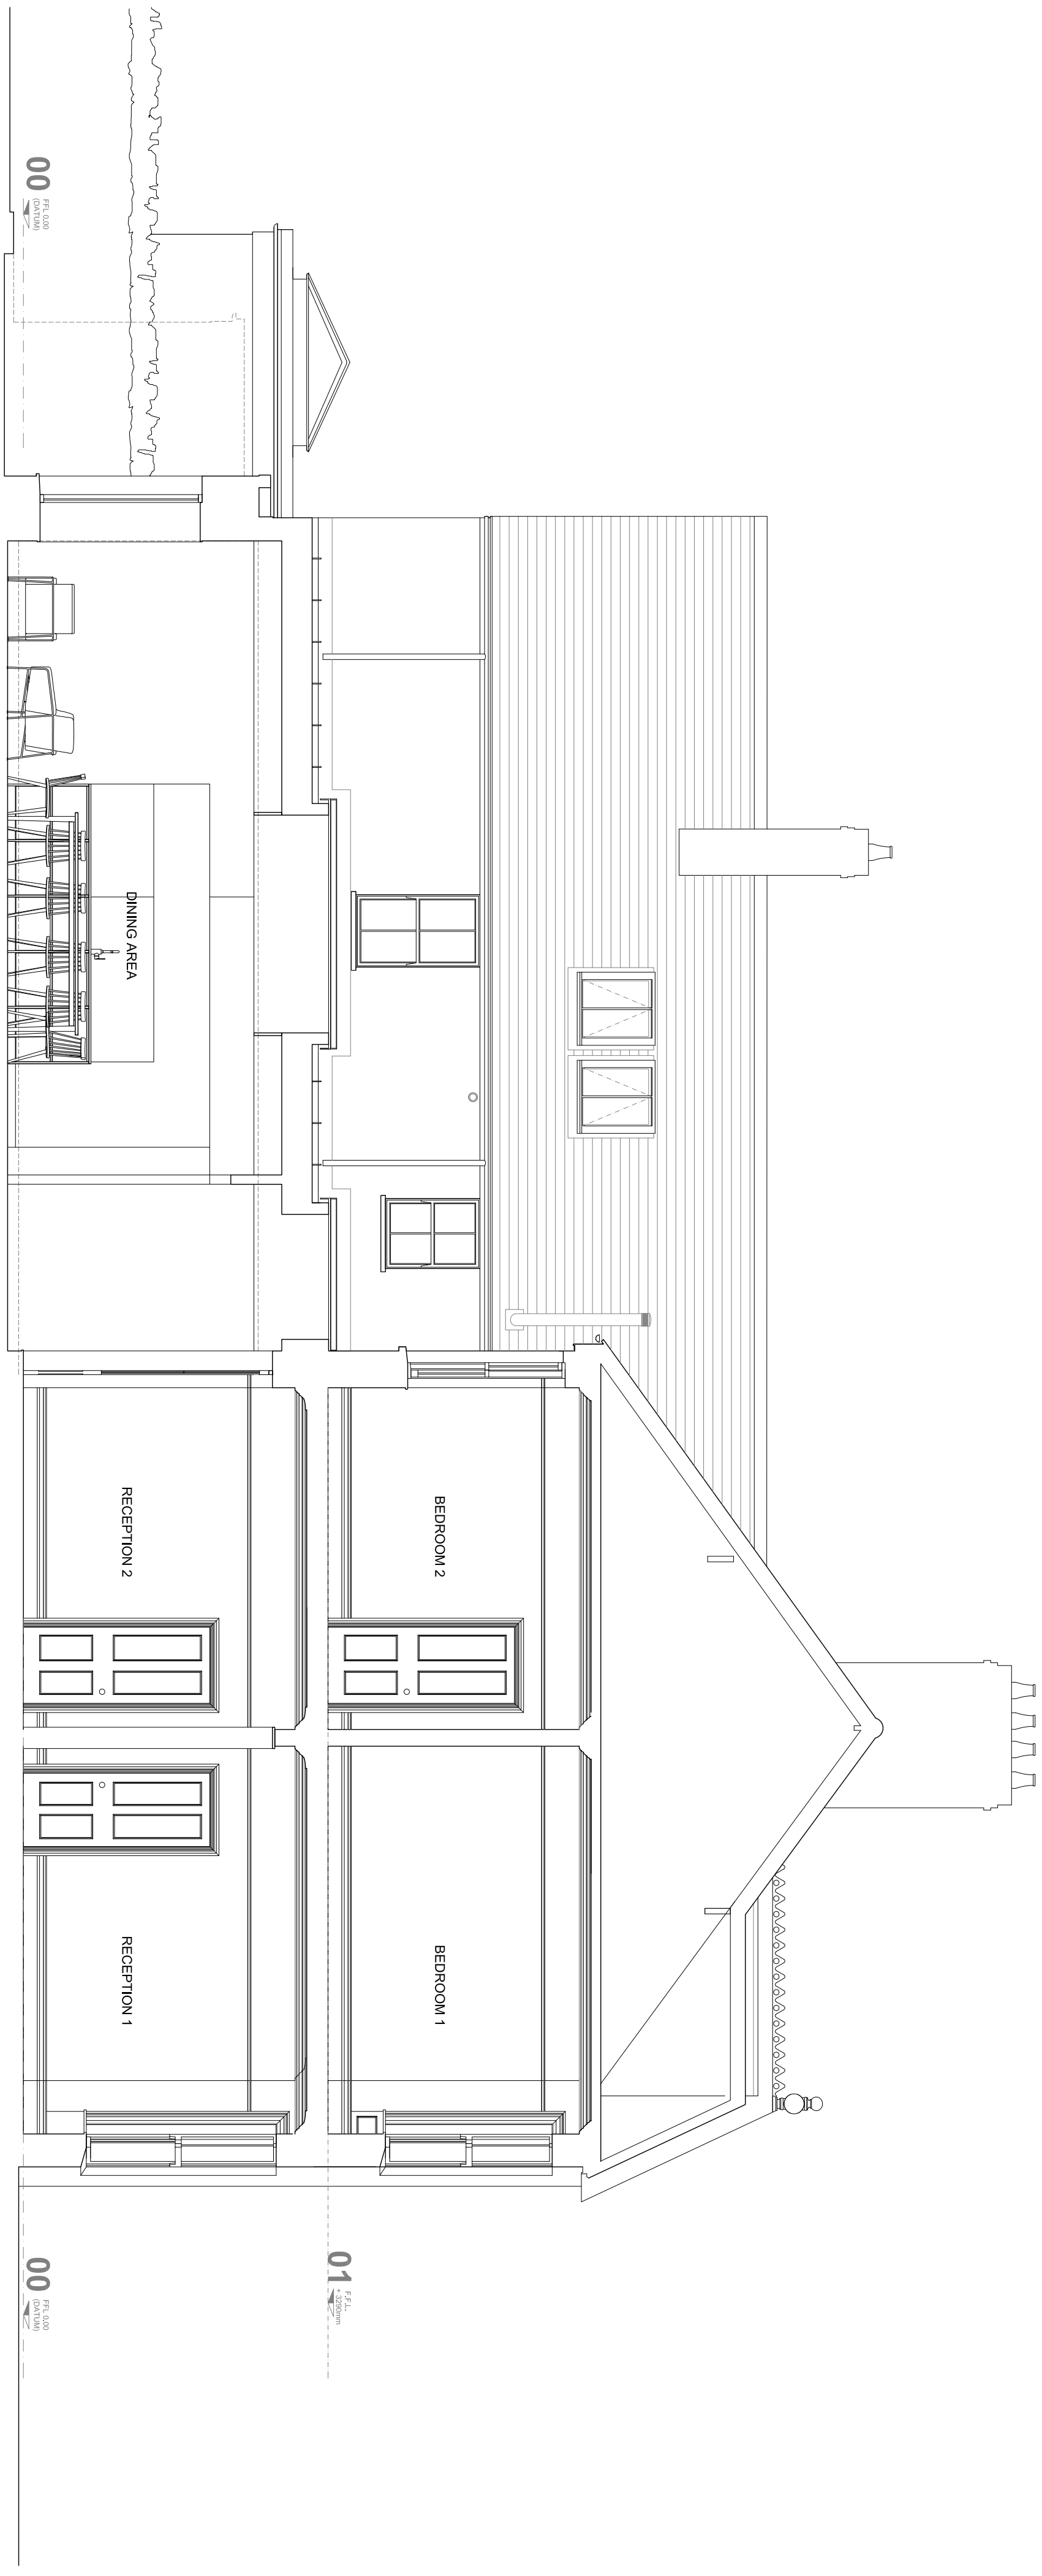 BEDROOM 2
BEDROOM 1
01
F.F.L.
+ 3290mm
00
FFL 0.00
(DATUM)
DINING AREA
RECEPTION 2
RECEPTION 1
00
FFL 0.00
(DATUM)